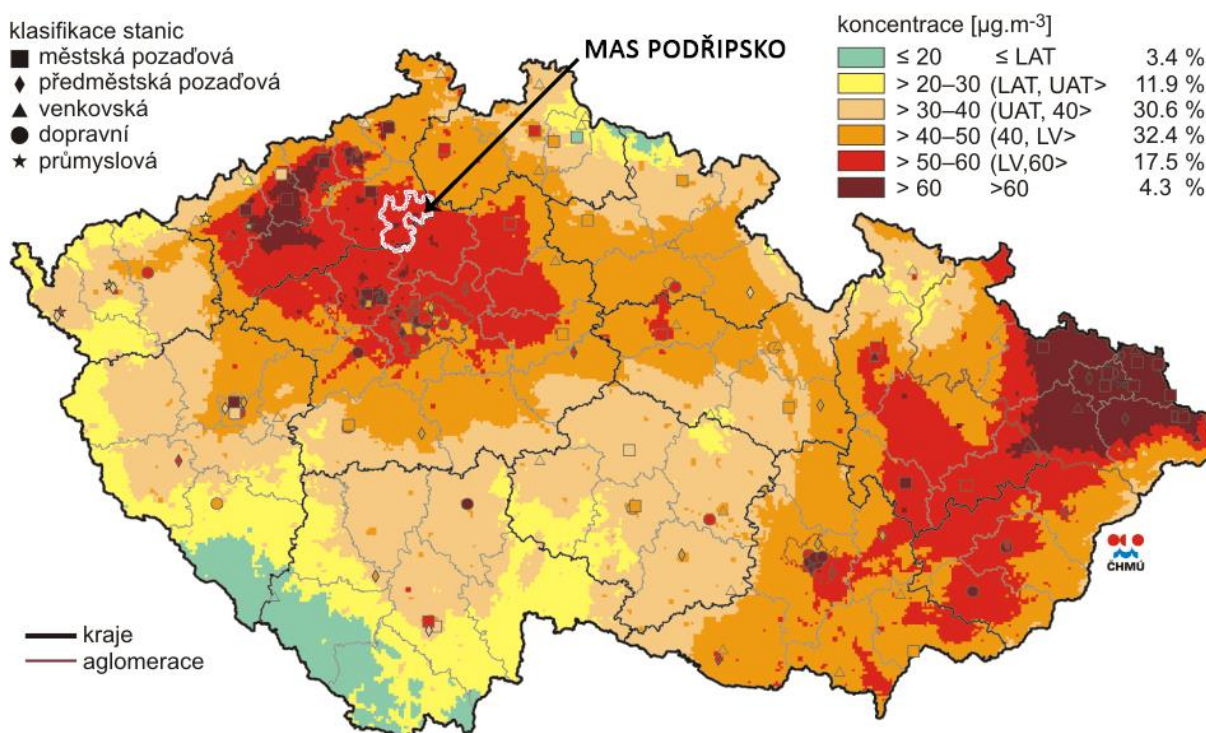 klasifikace stanic
městská pozaďová
předměstská pozaďová
venkovská
dopravní
průmyslová
MAS PODŘIPSKO
koncentrace [µg.m-3]
≤ 20 ≤ LAT 3.4 %
> 20–30 (LAT, UAT> 11.9 %
> 30–40 (UAT, 40> 30.6 %
> 40–50 (40, LV> 32.4 %
> 50–60 (LV,60> 17.5 %
> 60 >60 4.3 %
ČHMÚ
kraje
aglomerace